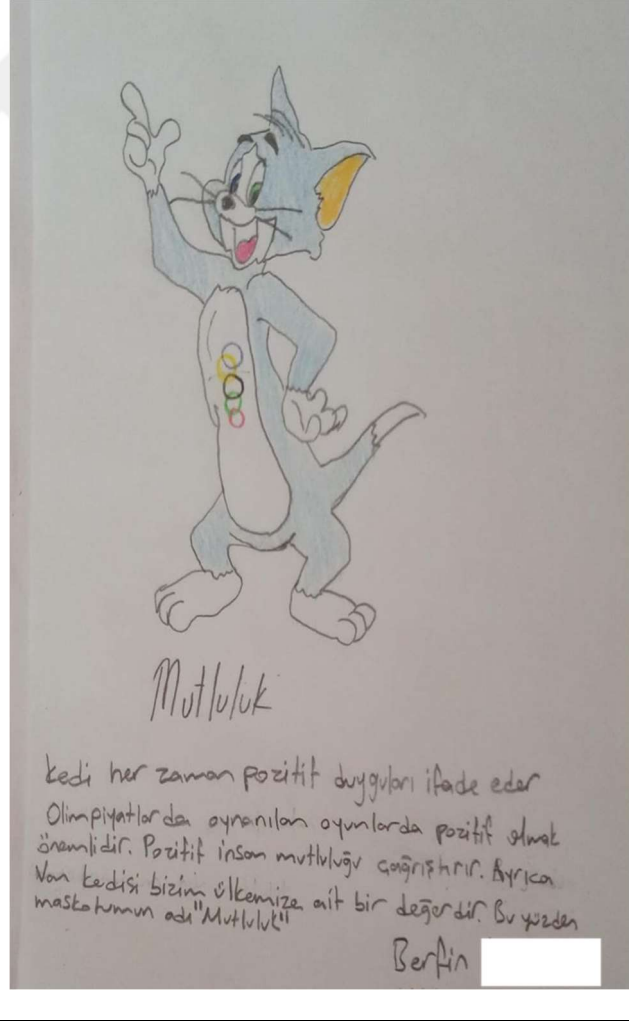 Mutluluk
kedi her zaman pozitif duyguları ifade eder
Olimpiyatlarda oynanılan oyunlarda pozitif olmak
önemlidir. Pozitif insan mutluluğu çağrıştırır. Ayrıca
Van kedisi bizim ülkemize ait bir değerdir. Bu yüzden
maskotumun adı "Mutluluk"
Berfin